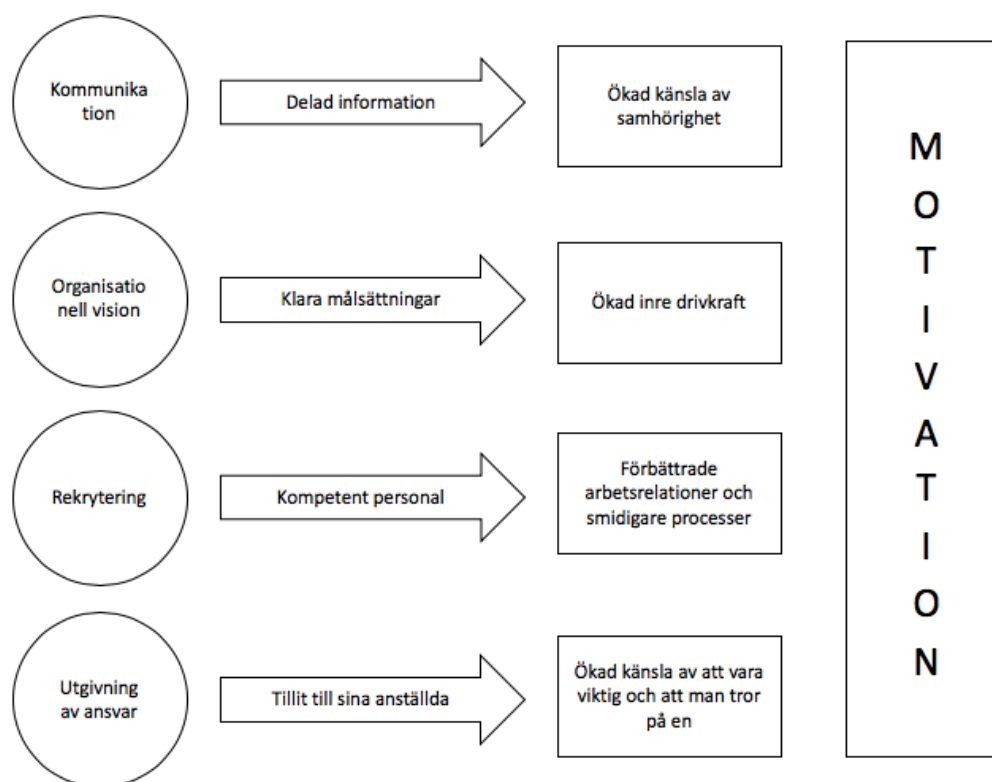 Kommunika
tion
Delad information
Ökad känsla av
samhörighet
Organisatio
nell vision
Klara målsättningar
Ökad inre drivkraft
Rekrytering
Kompetent personal
Förbättrade
arbetsrelationer och
smidigare processer
Utgivning
av ansvar
Tillit till sina anställda
Ökad känsla av att vara
viktig och att man tror
på en
M
O
T
I
V
A
T
I
O
N